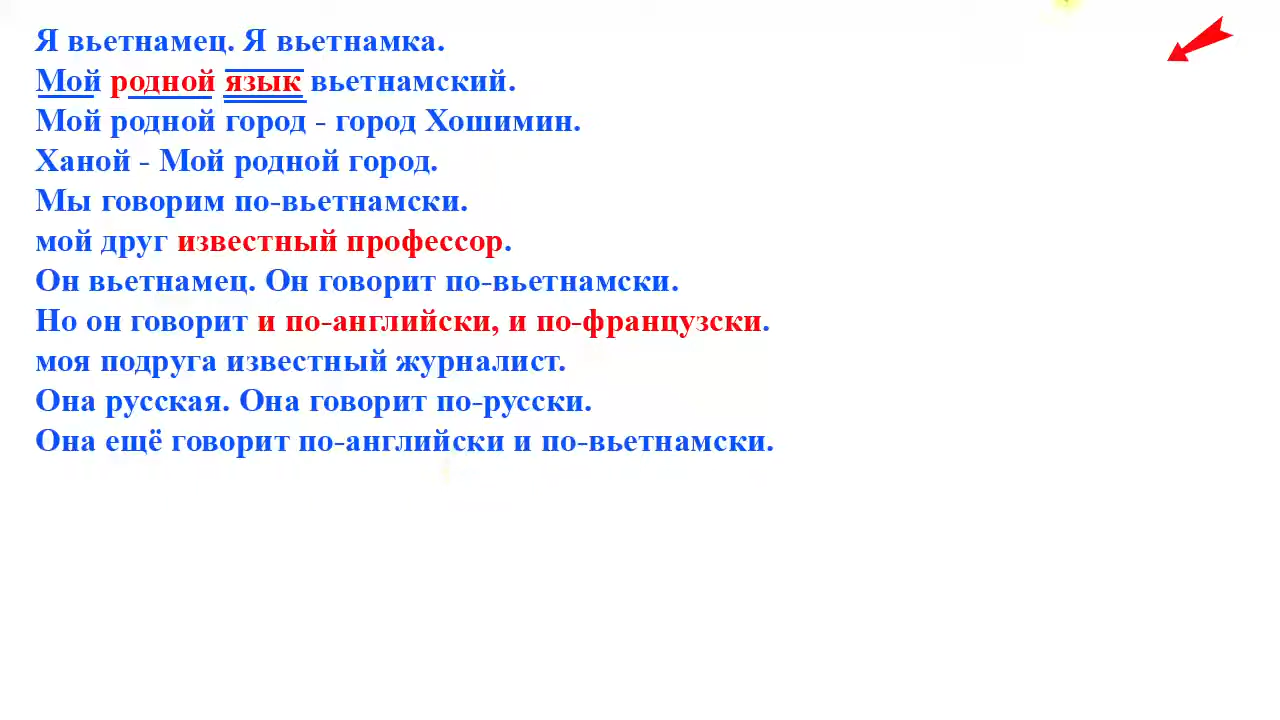 Я вьетнамец. Я вьетнамка.
Мой родной язык вьетнамский.
Мой родной город - город Хошимин.
Ханой - Мой родной город.
Мы говорим по-вьетнамски.
мой друг известный профессор.
Он вьетнамец. Он говорит по-вьетнамски.
Но он говорит и по-английски, и по-французски.
моя подруга известный журналист.
Она русская. Она говорит по-русски.
Она ещё говорит по-английски и по-вьетнамски.